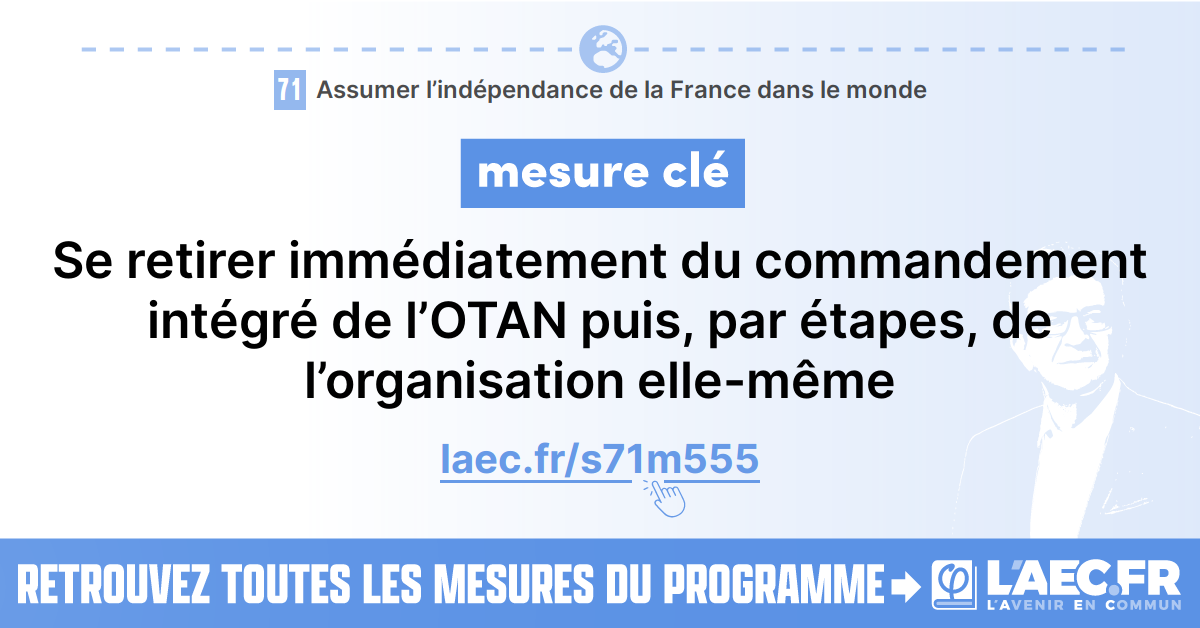 71 Assumer l’indépendance de la France dans le monde
mesure clé
Se retirer immédiatement du commandement
intégré de l’OTAN puis, par étapes, de
l’organisation elle-même
laec.fr/s71m555
RETROUVEZ TOUTES LES MESURES DU PROGRAMME
L'AEC.FR
L'AVENIR EN COMMUN